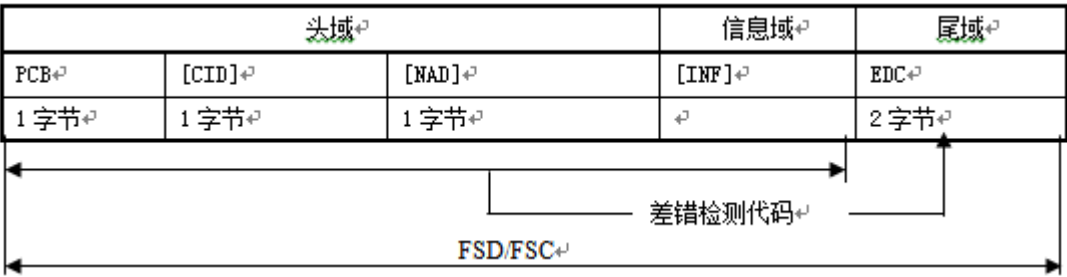 头域 信息域 尾域
PCB [CID] [NAD] [INF] EDC
1 字节 1 字节 1 字节 2 字节
差错检测代码
FSD/FSC